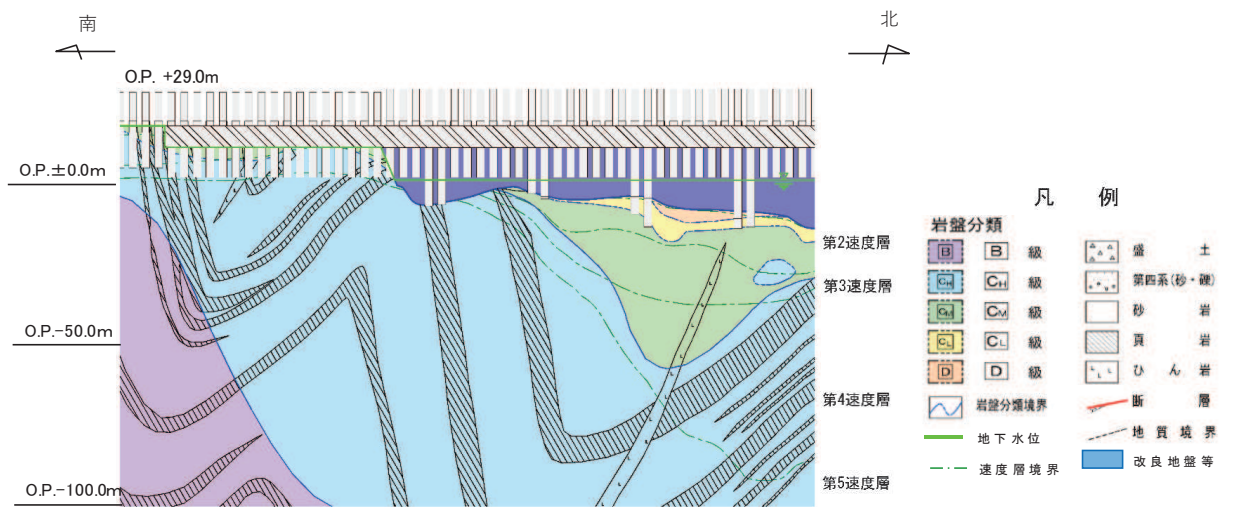 南
北
O.P. +29.0m
O.P.±0.0m
O.P.-50.0m
O.P.-100.0m
第2速度層
第3速度層
第4速度層
第5速度層
凡 例
岩盤分類
B B 級
CH CH 級
CM CM 級
CL CL 級
D D 級
岩盤分類境界
地下水位
速度層境界
盛 土
第四系(砂・礫)
砂 岩
頁 岩
ひ ん 岩
断 層
地 質 境 界
改良地盤等